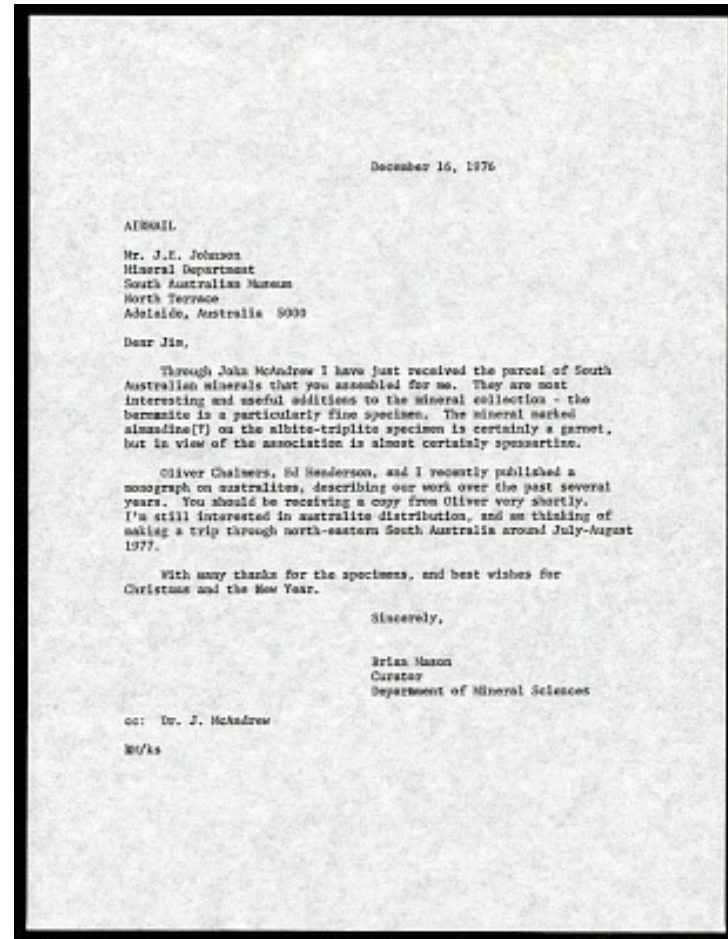 December 16, 1976
AIRMAIL
Mr. J.E. Johnson
Mineral Department
South Australian Museum
North Terrace
Adelaide, Australia 5000
Dear Jim,
Through John McAndrew I have just received the parcel of South
Australian minerals that you assembled for me. They are most
interesting and useful additions to the mineral collection - the
bermanite is a particularly fine specimen. The mineral marked
almandine(?) on the albite-triplite specimen is certainly a garnet,
but in view of the association is almost certainly spessartine.
Oliver Chalmers, Ed Henderson, and I recently published a
monograph on australites, describing our work over the past several
years. You should be receiving a copy from Oliver very shortly.
I'm still interested in australite distribution, and am thinking of
making a trip through north-eastern South Australia around July-August
1977.
With many thanks for the specimens, and best wishes for
Christmas and the New Year.
Sincerely,
Brian Mason
Curator
Department of Mineral Sciences
cc: Dr. J. McAndrew
BM/ks